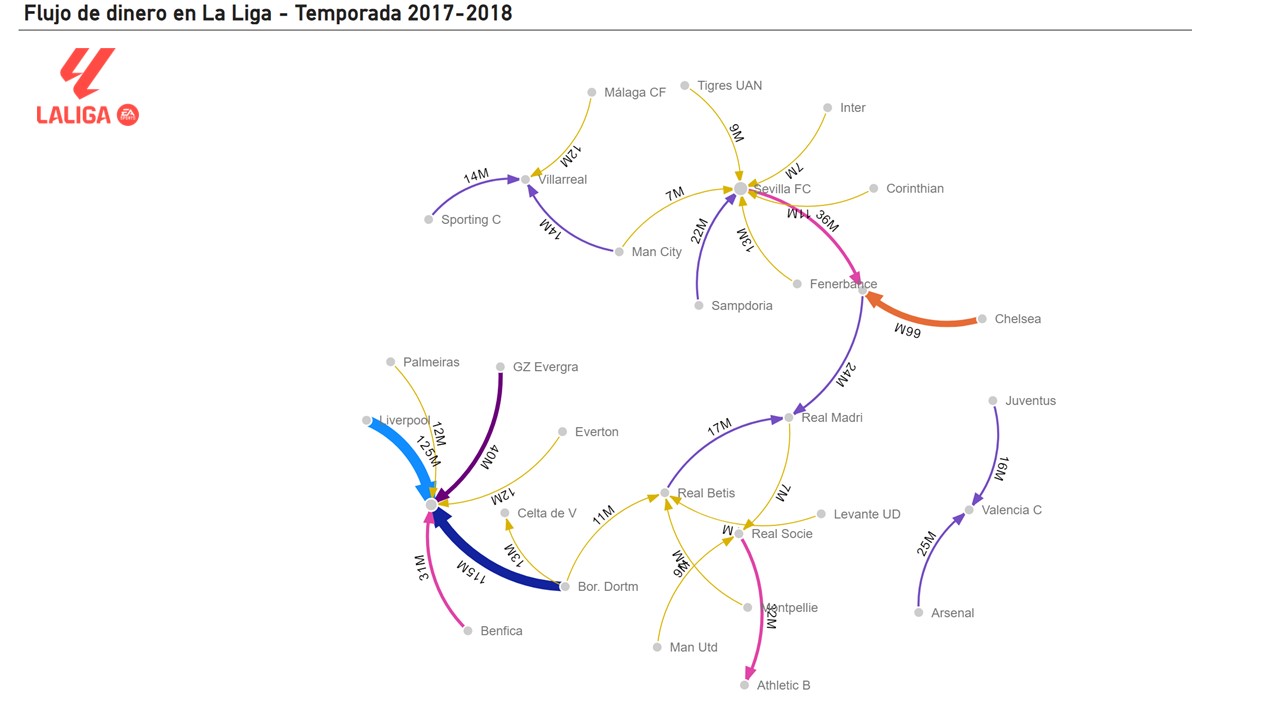 Flujo de dinero en La Liga - Temporada 2017-2018
LALIGA
EA
SPORTS
Málaga CF
Tigres UAN
Inter
9M
12M
7M
14M
Villarreal
Sevilla FC
Corinthian
7M
11M
36M
Sporting C
14M
22M
13M
Man City
Fenerbahce
Sampdoria
Chelsea
66M
Palmeiras
GZ Evergra
24M
Juventus
Liverpool
12M
125M
Everton
17M
Real Madri
40M
16M
12M
Real Betis
7M
Celta de V
11M
Levante UD
Valencia C
M
Real Socie
13M
25M
31M
115M
Bor. Dortm
Montpellie
Arsenal
32M
Benfica
Man Utd
Athletic B